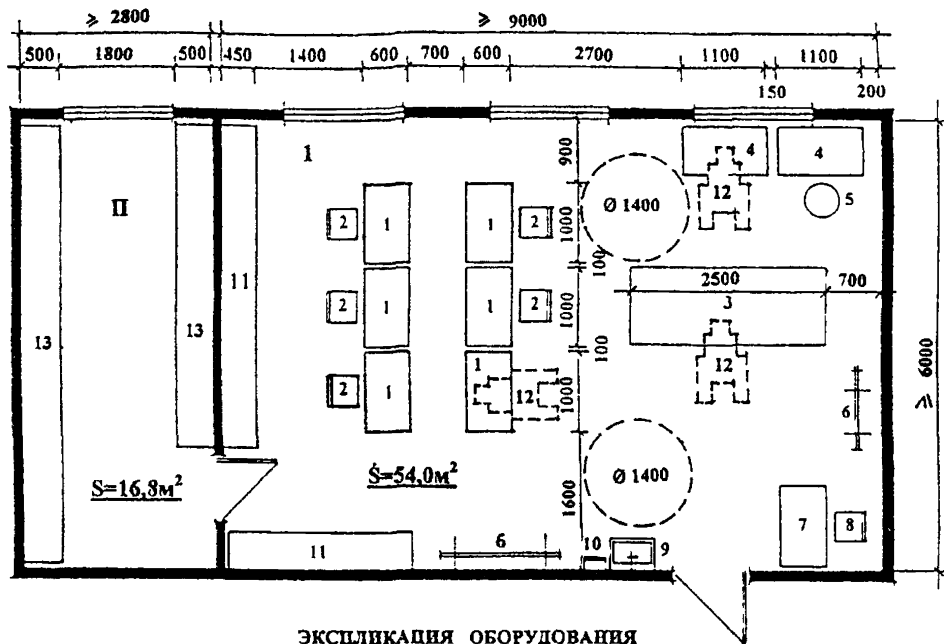 ⩾ 2800 ⩾ 9000
500 1800 500 450 1400 600 700 600 2700 1100 1100
150 200
1 900 4 4
П 12 5
2 1 1 2 1000 Ø 1400
100
11 2500 700
13 13 2 1 1 2 1000 3 ⩾ 6000
100
1 12
2 1 12 1000 6
S=16,8м² S=54,0м² 1600 Ø 1400
7 8
11 6 10 9
ЭКСПЛИКАЦИЯ ОБОРУДОВАНИЯ